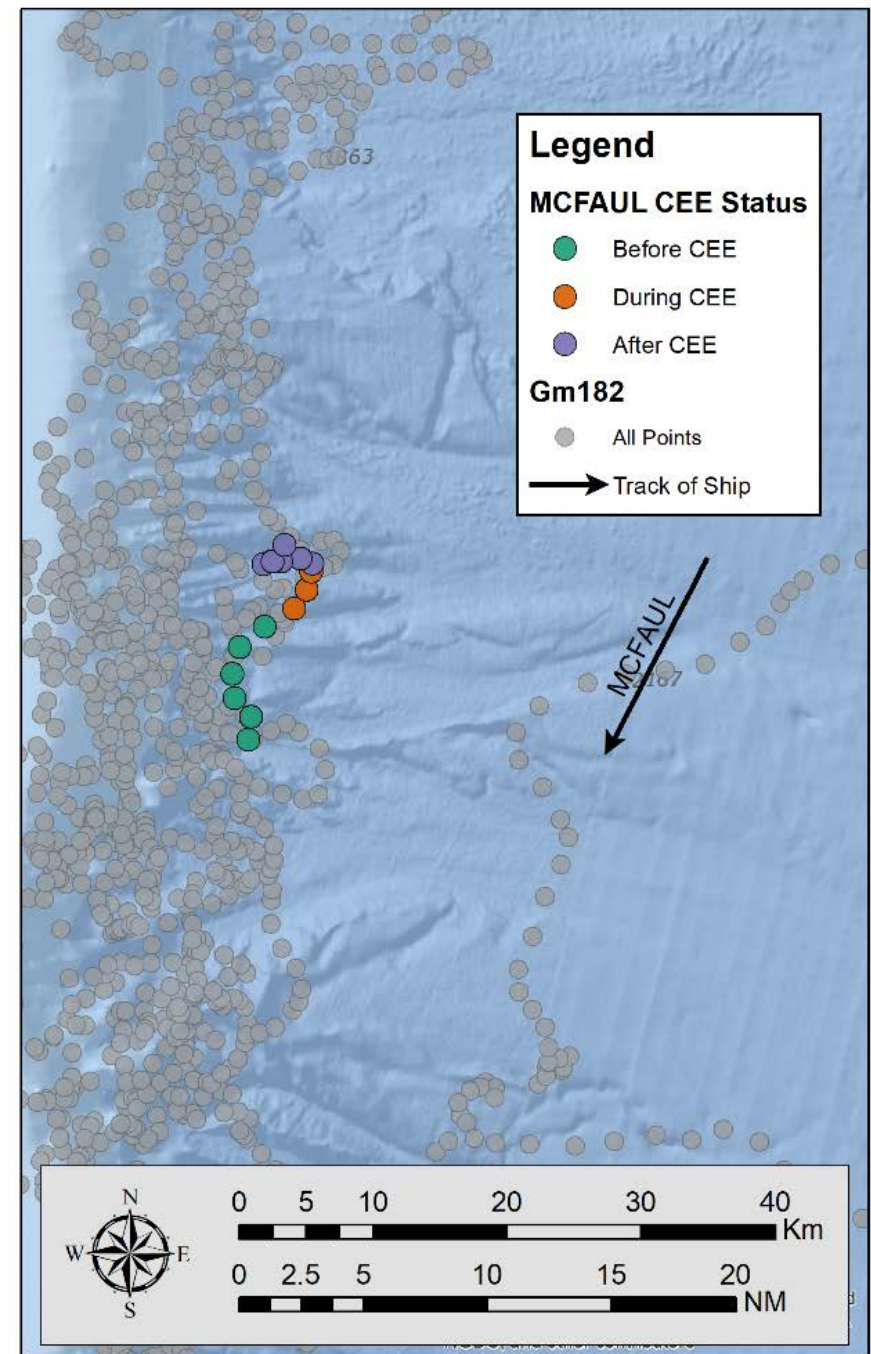 Legend
MCFAUL CEE Status
Before CEE
During CEE
After CEE
Gm182
All Points
Track of Ship
MCFAUL
N
W E
S
0 5 10 20 30 40
Km
0 2.5 5 10 15 20
NM